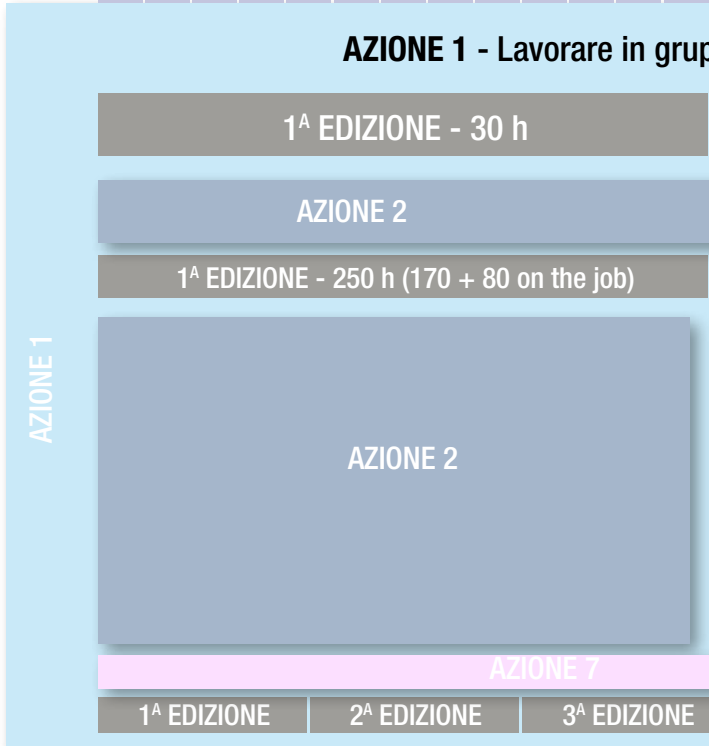 AZIONE 1 - Lavorare in grup
1ᴬ EDIZIONE - 30 h
AZIONE 2
1ᴬ EDIZIONE - 250 h (170 + 80 on the job)
AZIONE 1
AZIONE 2
AZIONE 7
1ᴬ EDIZIONE 2ᴬ EDIZIONE 3ᴬ EDIZIONE